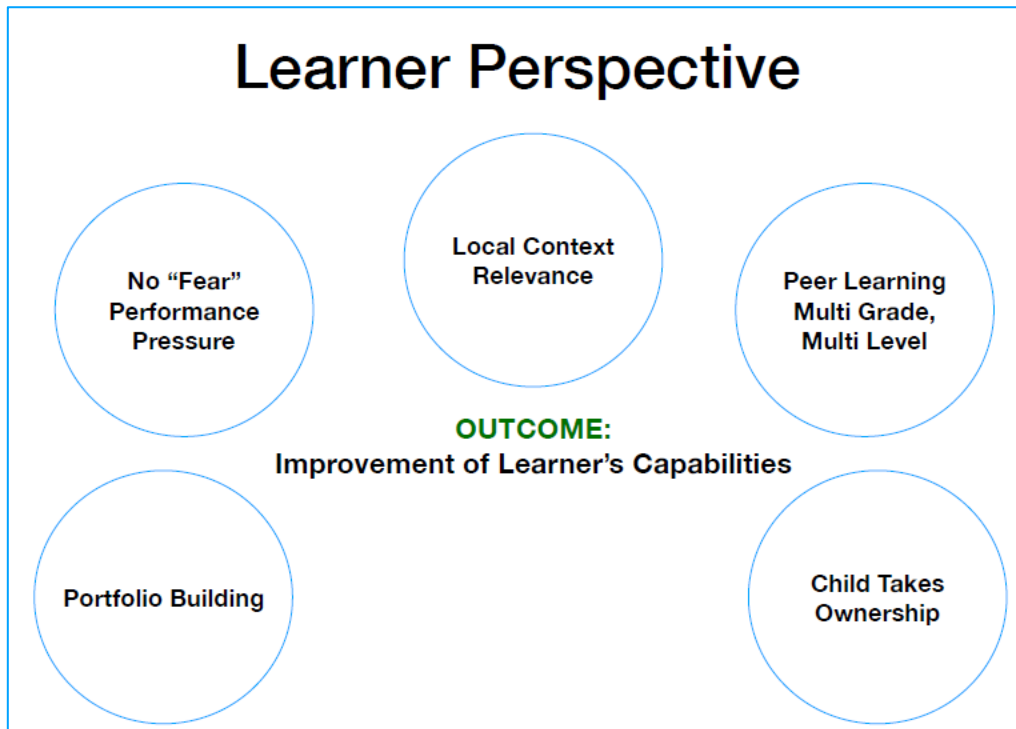 Learner Perspective
No “Fear”
Performance
Pressure
Local Context
Relevance
Peer Learning
Multi Grade,
Multi Level
OUTCOME:
Improvement of Learner’s Capabilities
Portfolio Building
Child Takes
Ownership